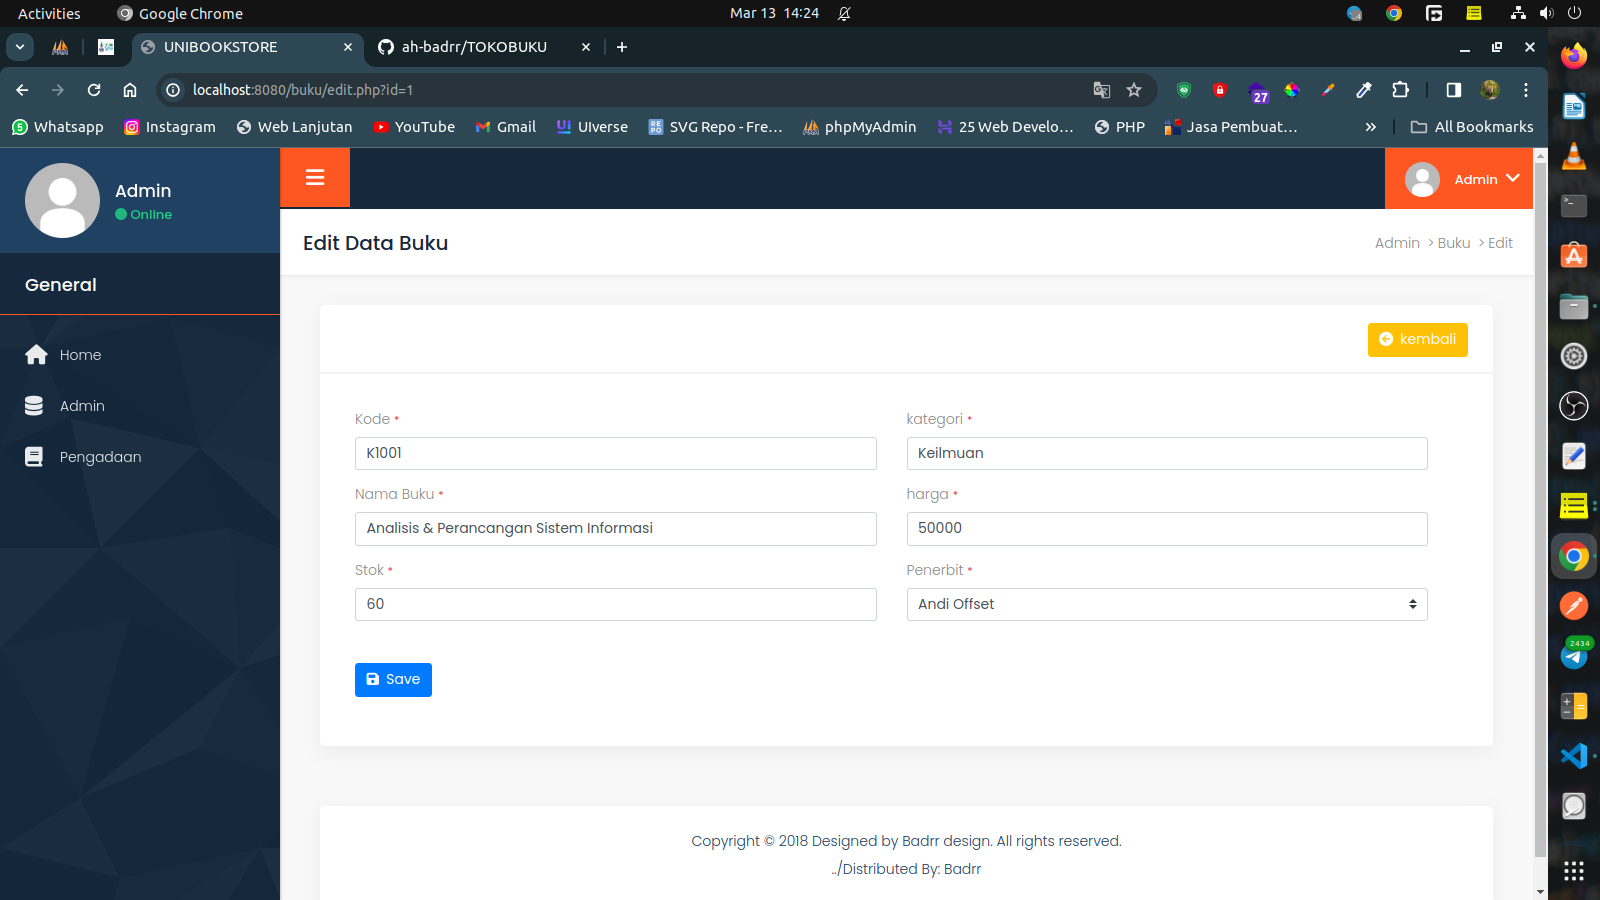 Activities Google Chrome Mar 13 14:24
UNIBOOKSTORE ah-badrr/TOKOBUKU
localhost:8080/buku/edit.php?id=1 27
Whatsapp Instagram Web Lanjutan YouTube Gmail UIverse SVG Repo - Fre... phpMyAdmin 25 Web Develo... PHP Jasa Pembuat... » All Bookmarks
Admin
Online
Admin
Edit Data Buku
Admin > Buku > Edit
General
Home
Admin
Pengadaan
kembali
Kode * kategori *
K1001 Keilmuan
Nama Buku * harga *
Analisis & Perancangan Sistem Informasi 50000
Stok * Penerbit *
60 Andi Offset
Save
2434
Copyright © 2018 Designed by Badrr design. All rights reserved.
../Distributed By: Badrr